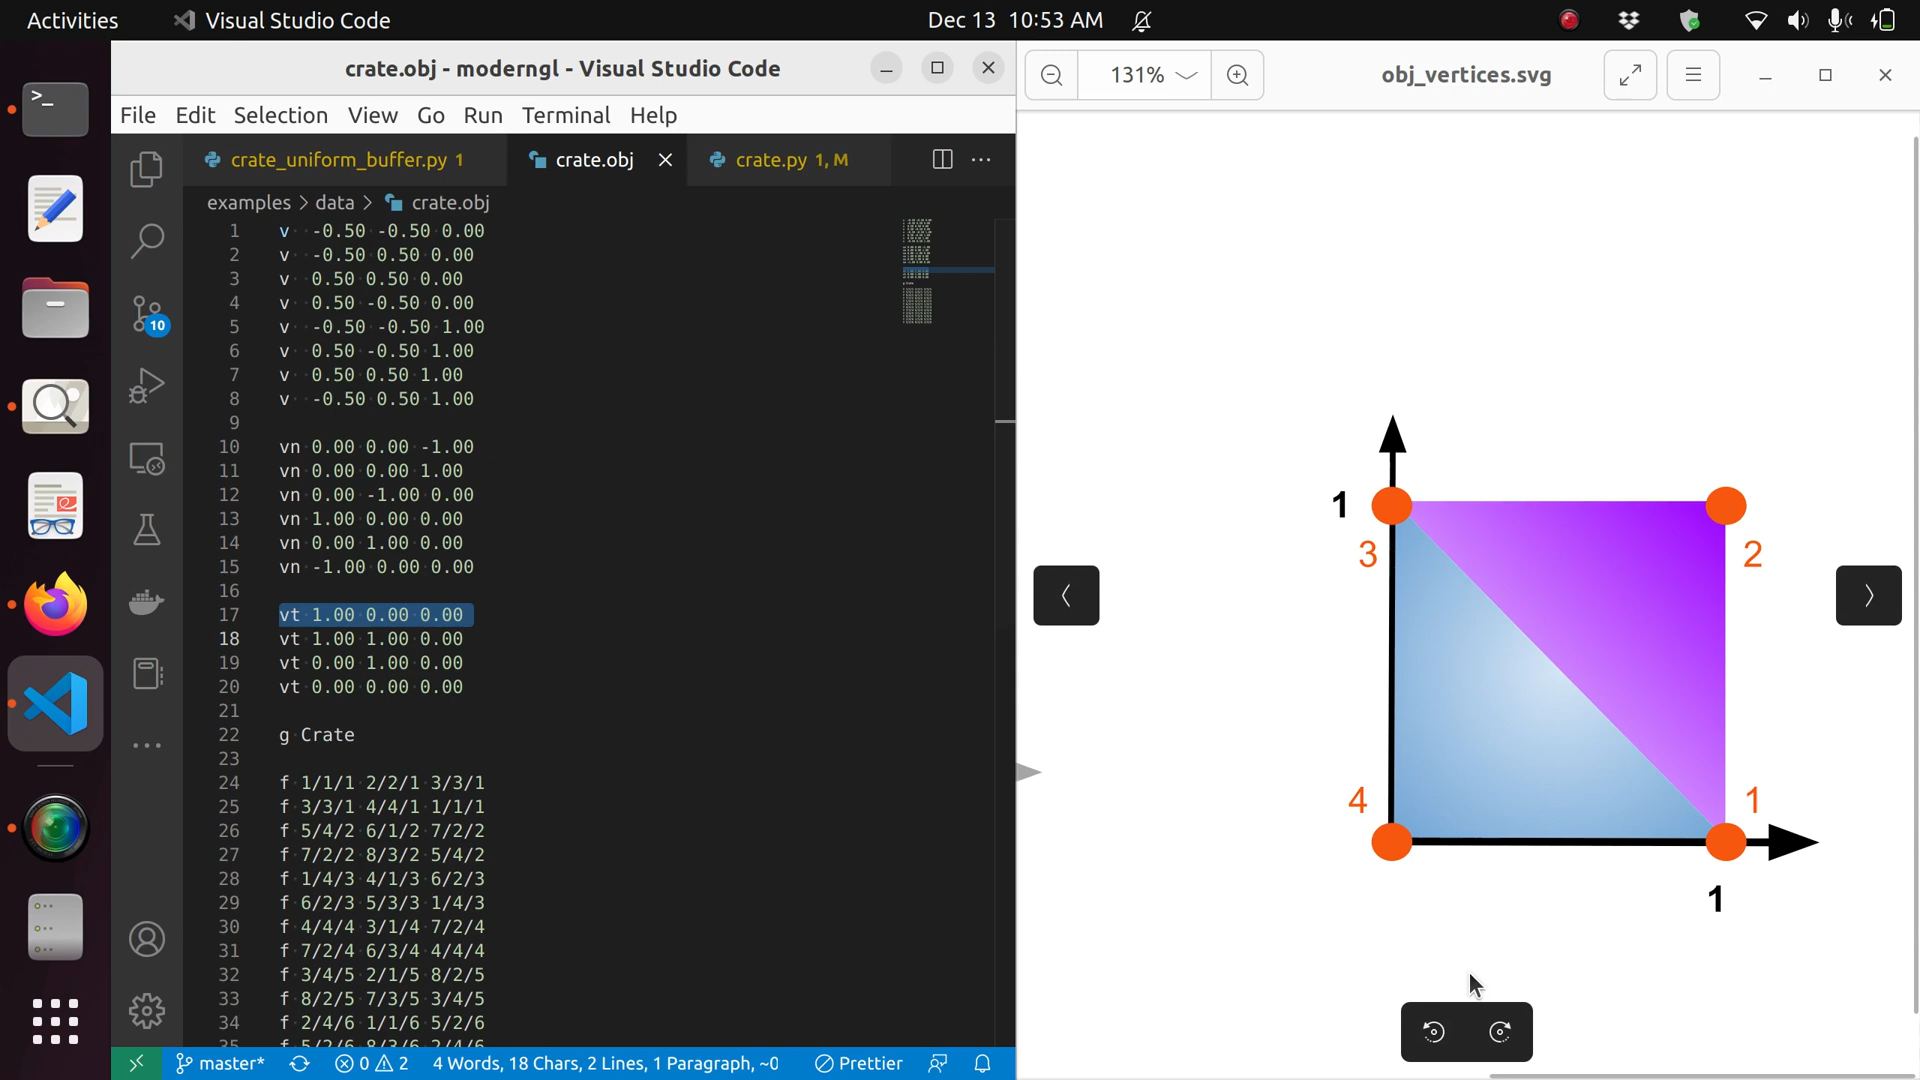 Activities
Visual Studio Code
Dec 13 10:53 AM
crate.obj - moderngl - Visual Studio Code
File Edit Selection View Go Run Terminal Help
crate_uniform_buffer.py 1
crate.obj
crate.py 1, M
examples > data > crate.obj
1 v -0.50 -0.50 0.00
2 v -0.50 0.50 0.00
3 v 0.50 0.50 0.00
4 v 0.50 -0.50 0.00
5 v -0.50 -0.50 1.00
6 v 0.50 -0.50 1.00
7 v 0.50 0.50 1.00
8 v -0.50 0.50 1.00
9
10 vn 0.00 0.00 -1.00
11 vn 0.00 0.00 1.00
12 vn 0.00 -1.00 0.00
13 vn 1.00 0.00 0.00
14 vn 0.00 1.00 0.00
15 vn -1.00 0.00 0.00
16
17 vt 1.00 0.00 0.00
18 vt 1.00 1.00 0.00
19 vt 0.00 1.00 0.00
20 vt 0.00 0.00 0.00
21
22 g Crate
23
24 f 1/1/1 2/2/1 3/3/1
25 f 3/3/1 4/4/1 1/1/1
26 f 5/4/2 6/1/2 7/2/2
27 f 7/2/2 8/3/2 5/4/2
28 f 1/4/3 4/1/3 6/2/3
29 f 6/2/3 5/3/3 1/4/3
30 f 4/4/4 3/1/4 7/2/4
31 f 7/2/4 6/3/4 4/4/4
32 f 3/4/5 2/1/5 8/2/5
33 f 8/2/5 7/3/5 3/4/5
34 f 2/4/6 1/1/6 5/2/6
35 f 5/2/6 8/3/6 2/4/6
10
master*
0
2
4 Words, 18 Chars, 2 Lines, 1 Paragraph, ~0
Prettier
131%
obj_vertices.svg
1
3
2
4
1
1